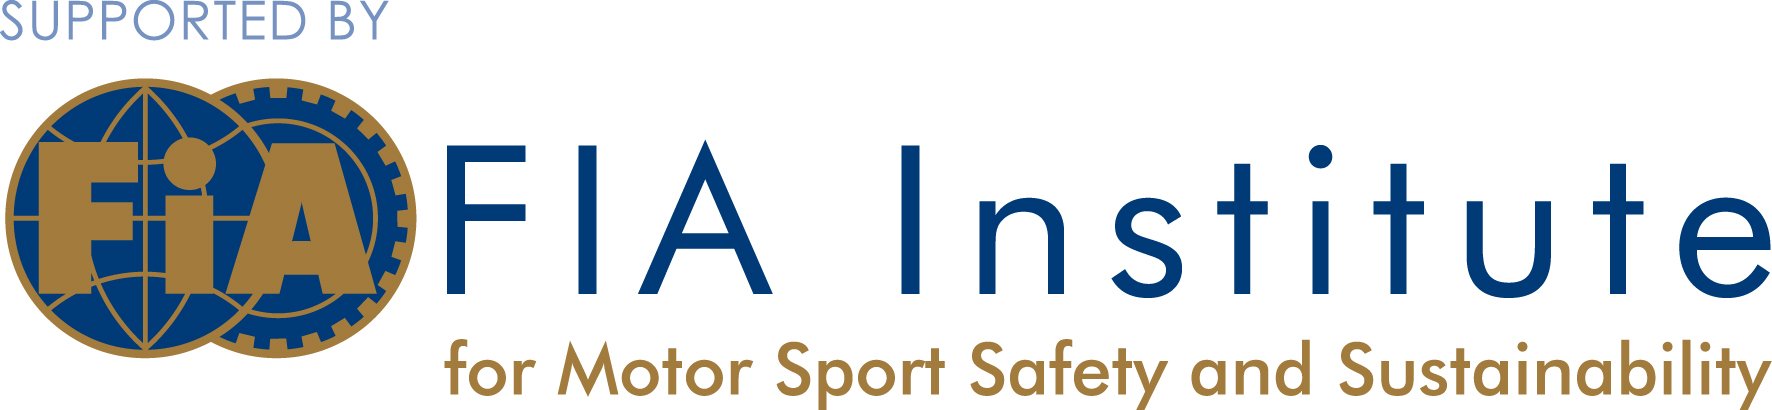 SUPPORTED BY
FiA
FIA Institute
for Motor Sport Safety and Sustainability